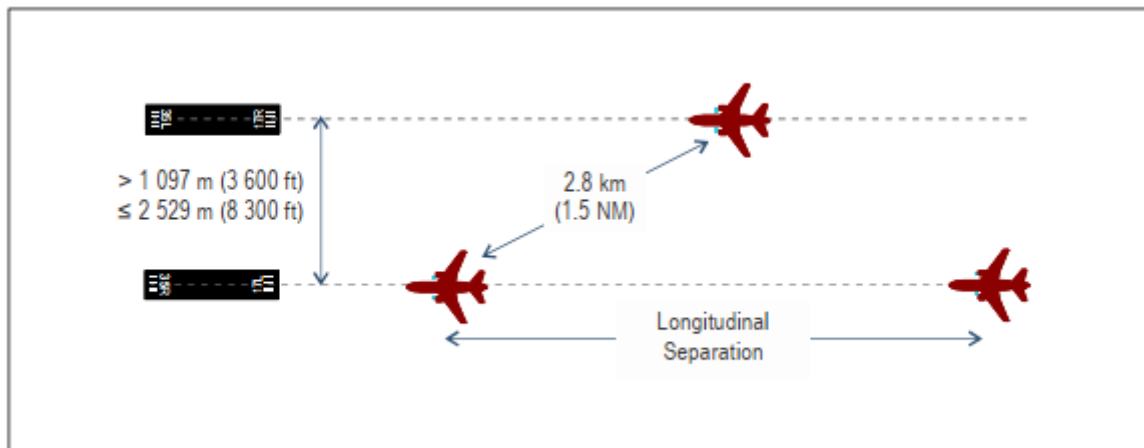 > 1 097 m (3 600 ft)
≤ 2 529 m (8 300 ft)
2.8 km
(1.5 NM)
Longitudinal
Separation